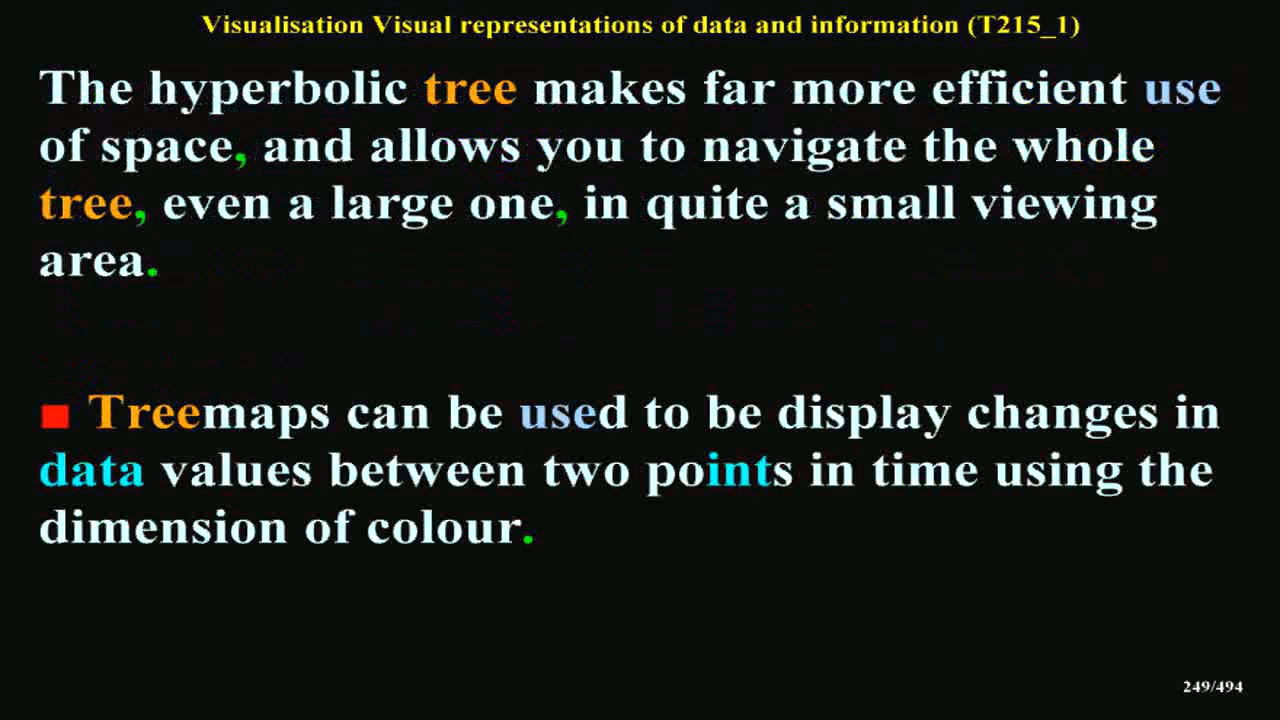 Visualisation Visual representations of data and information (T215_1)
The hyperbolic tree makes far more efficient use
of space, and allows you to navigate the whole
tree, even a large one, in quite a small viewing
area.
■ Treemaps can be used to be display changes in
data values between two points in time using the
dimension of colour.
249/494